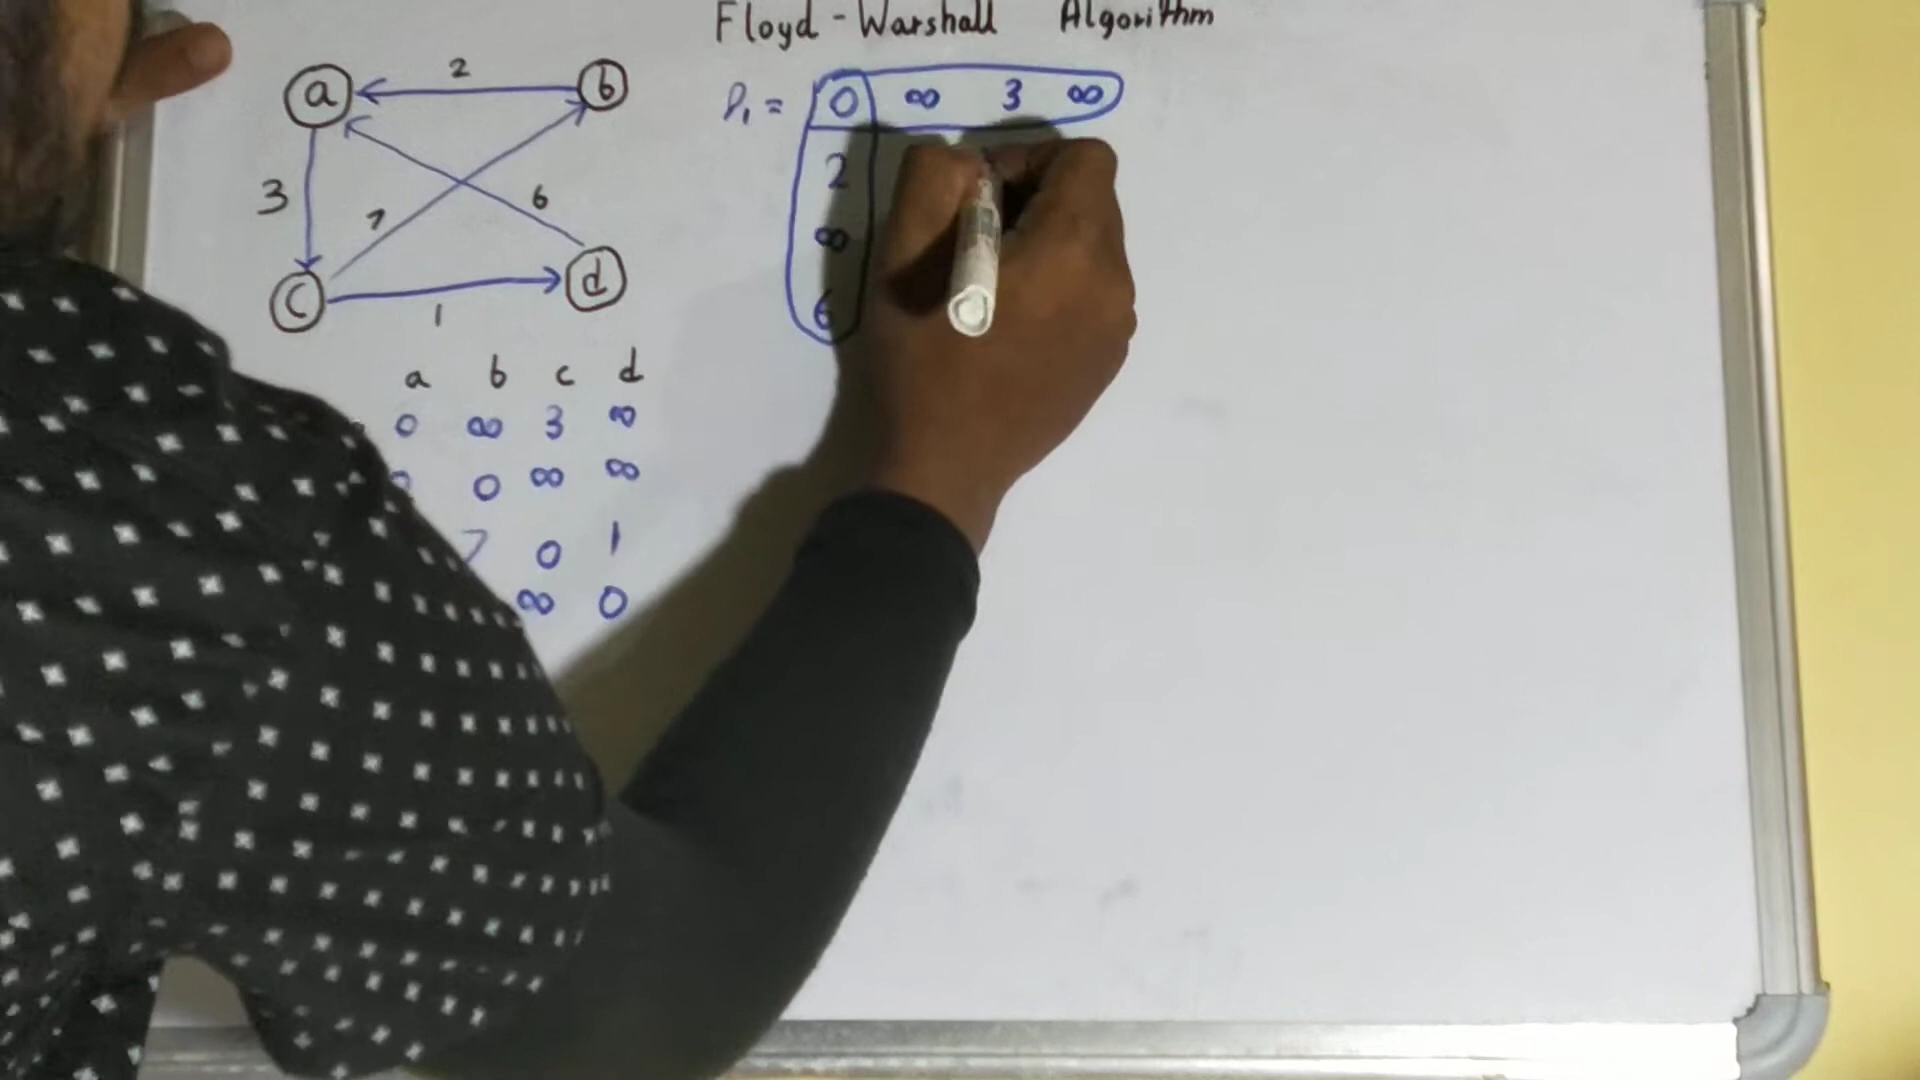 Floyd-Warshall Algorithm
a 2 b
3 7 6
c 1 d
P₁ = 0 ∞ 3 ∞
2
∞
6
a b c d
0 ∞ 3 ∞
0 ∞ ∞
7 0 1
∞ 0